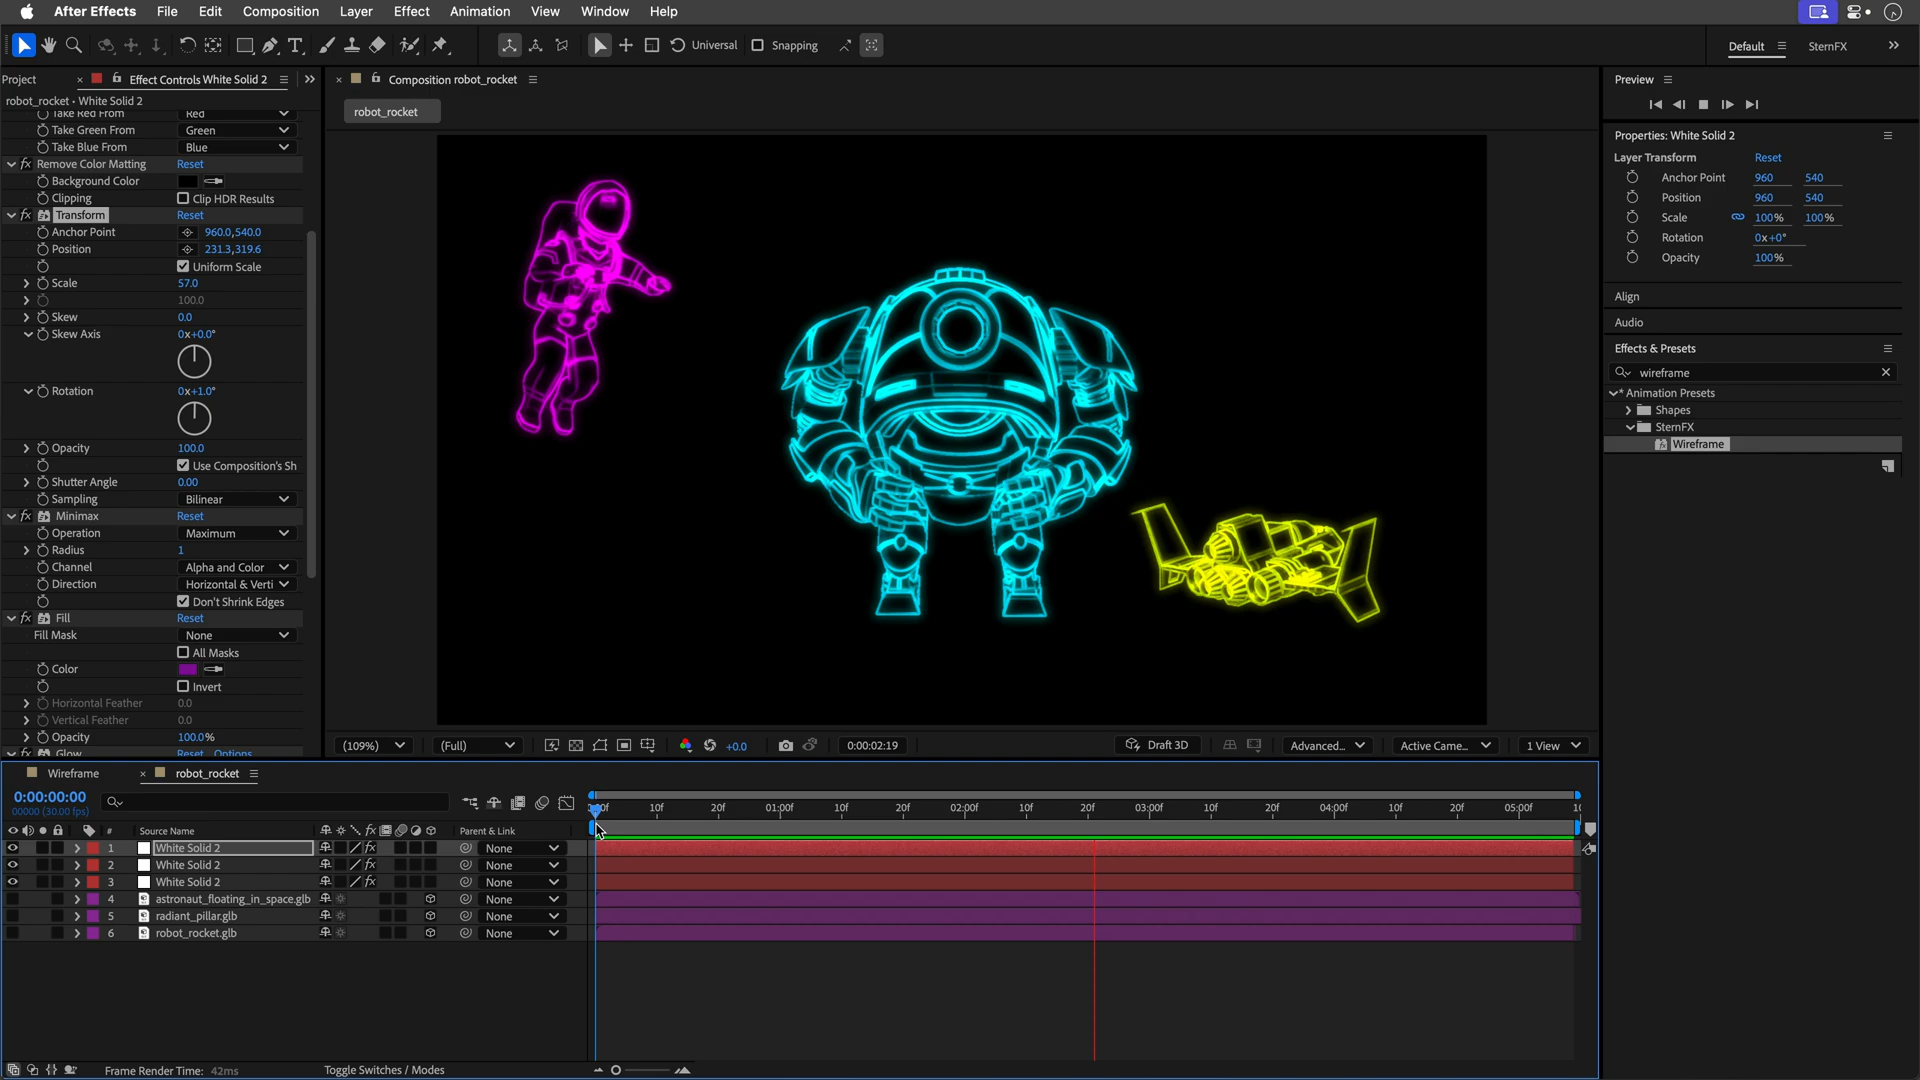 After Effects File Edit Composition Layer Effect Animation View Window Help
Universal Snapping Default SternFX
Project Effect Controls White Solid 2
robot_rocket • White Solid 2
Take Red From Red
Take Green From Green
Take Blue From Blue
Remove Color Matting Reset
Background Color
Clipping Clip HDR Results
Transform Reset
Anchor Point 960.0,540.0
Position 231.3,319.6
Uniform Scale
Scale 57.0
100.0
Skew 0.0
Skew Axis 0x+0.0°
Rotation 0x+1.0°
Opacity 100.0
Use Composition's Sh
Shutter Angle 0.00
Sampling Bilinear
Minimax Reset
Operation Maximum
Radius 1
Channel Alpha and Color
Direction Horizontal & Verti
Don't Shrink Edges
Fill Reset
Fill Mask None
All Masks
Color
Invert
Horizontal Feather 0.0
Vertical Feather 0.0
Opacity 100.0%
Glow Reset Options
Composition robot_rocket
robot_rocket
(109%) (Full) +0.0 0:00:02:19 Draft 3D Advanced... Active Came... 1 View
Preview
Properties: White Solid 2
Layer Transform Reset
Anchor Point 960 540
Position 960 540
Scale 100% 100%
Rotation 0x+0°
Opacity 100%
Align
Audio
Effects & Presets
wireframe
* Animation Presets
Shapes
SternFX
Wireframe
Wireframe robot_rocket
0:00:00:00
00000 (30.00 fps)
10f 20f 01:00f 10f 20f 02:00f 10f 20f 03:00f 10f 20f 04:00f 10f 20f 05:00f
# Source Name Parent & Link
1 White Solid 2 None
2 White Solid 2 None
3 White Solid 2 None
4 astronaut_floating_in_space.glb None
5 radiant_pillar.glb None
6 robot_rocket.glb None
Frame Render Time: 42ms Toggle Switches / Modes